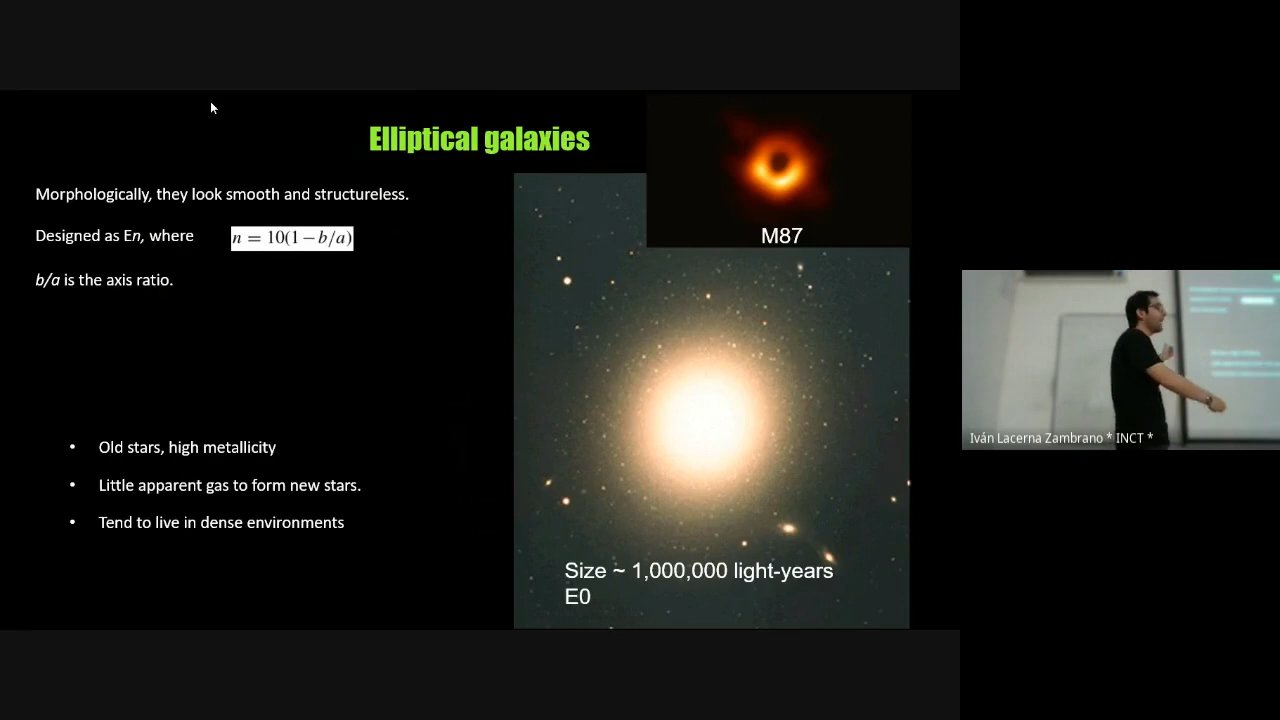 Elliptical galaxies
Morphologically, they look smooth and structureless.
Designed as En, where n = 10(1 − b/a)
b/a is the axis ratio.
• Old stars, high metallicity
• Little apparent gas to form new stars.
• Tend to live in dense environments
M87
Size ~ 1,000,000 light-years
E0
Iván Lacerna Zambrano * INCT *